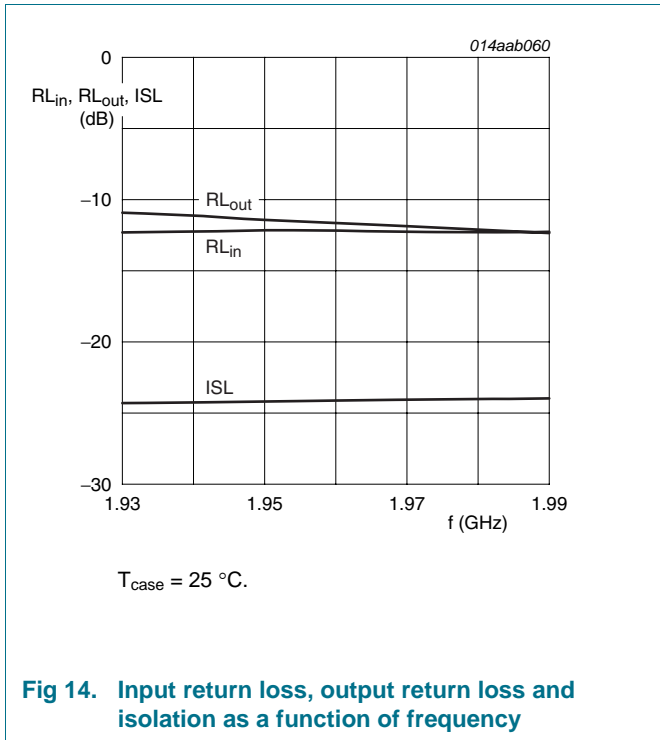 014aab060
0
RLin, RLout, ISL
(dB)
−10
RLout
RLin
−20
ISL
−30
1.93 1.95 1.97 1.99
f (GHz)
Tcase = 25 °C.
Fig 14. Input return loss, output return loss and
isolation as a function of frequency